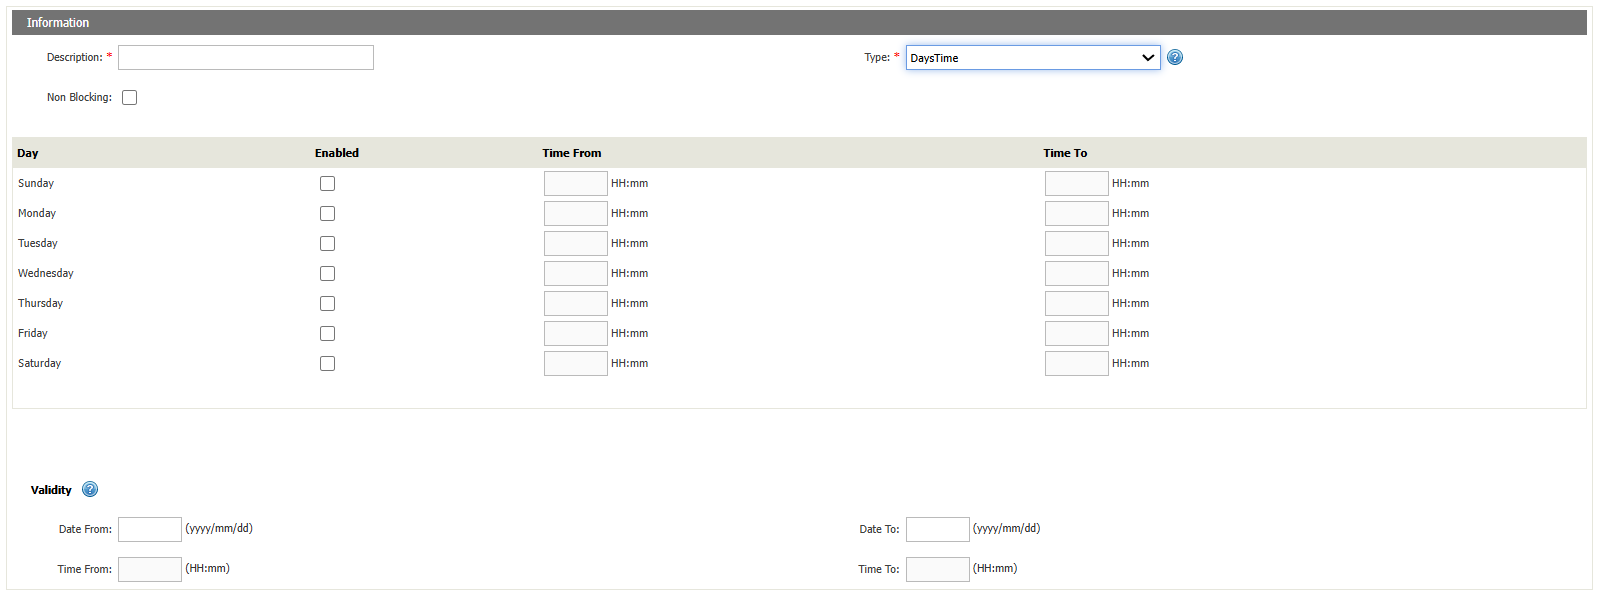 Information
Description: * Type: * DaysTime ?
Non Blocking:
Day Enabled Time From Time To
Sunday HH:mm HH:mm
Monday HH:mm HH:mm
Tuesday HH:mm HH:mm
Wednesday HH:mm HH:mm
Thursday HH:mm HH:mm
Friday HH:mm HH:mm
Saturday HH:mm HH:mm
Validity ?
Date From: (yyyy/mm/dd) Date To: (yyyy/mm/dd)
Time From: (HH:mm) Time To: (HH:mm)